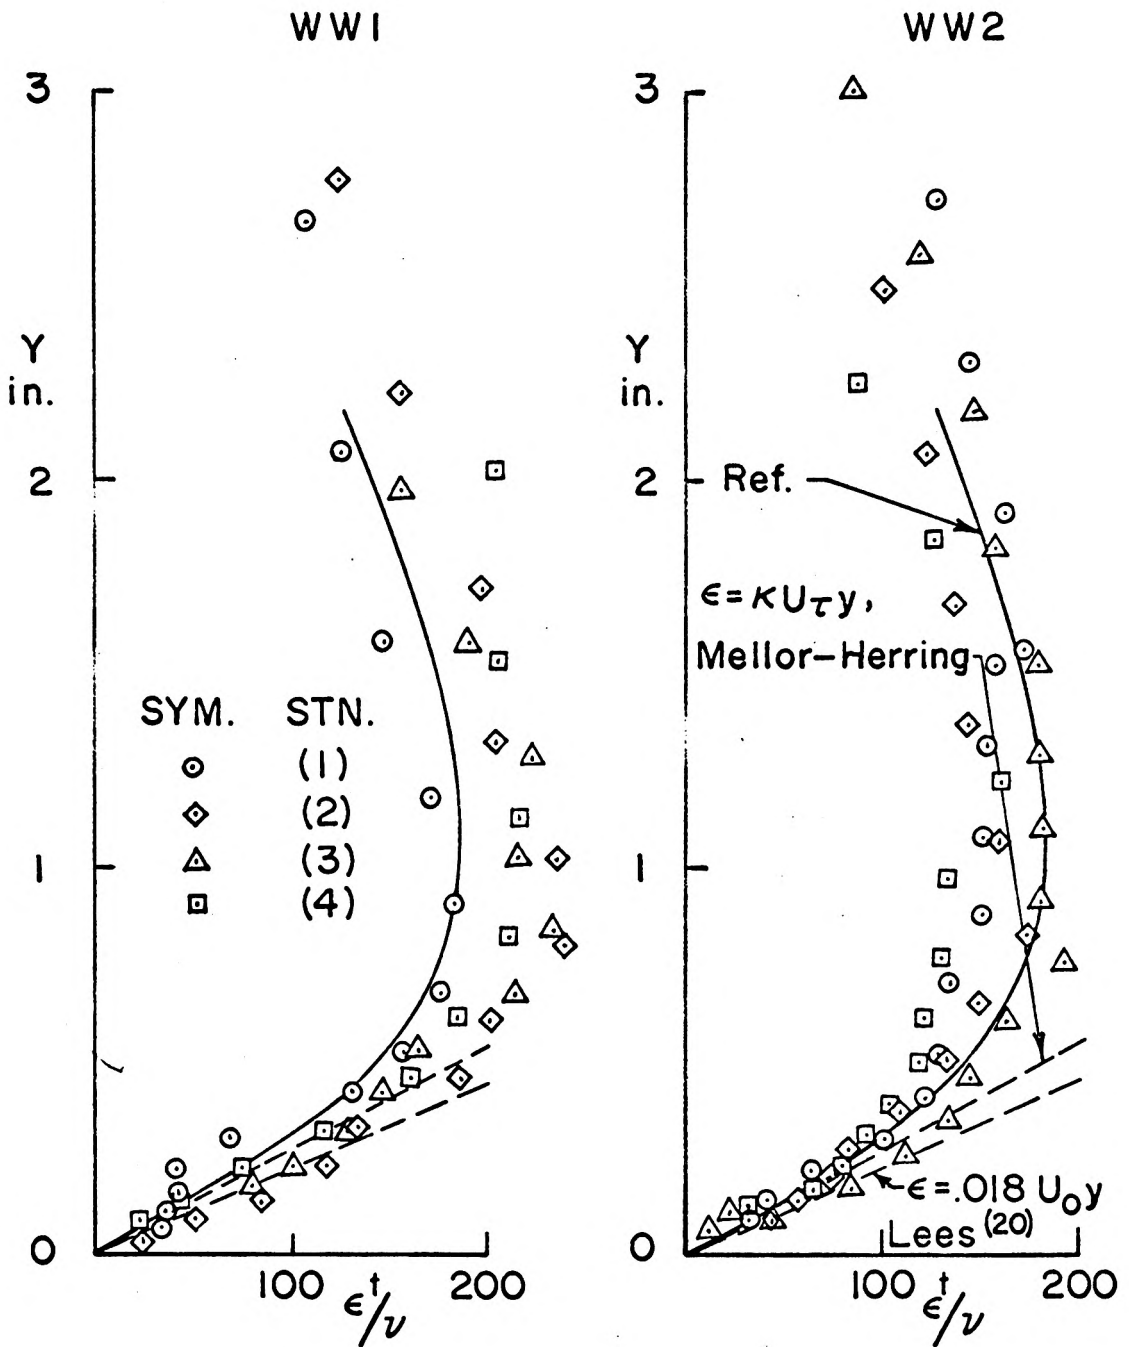 WW1
3
Y
in.
2
SYM. STN.
(1)
(2)
(3)
(4)
1
0
100 200
ϵᵗ/ν
WW2
3
Y
in.
2
Ref.
ϵ=κU_τy,
Mellor–Herring
1
ϵ=.018 U₀y
Lees⁽²⁰⁾
0
100 200
ϵᵗ/ν